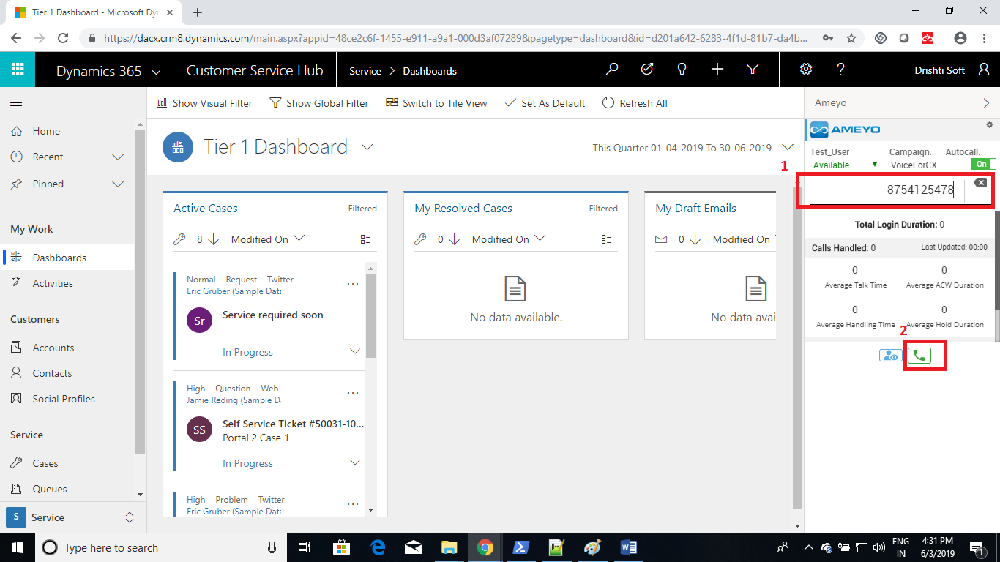 Tier 1 Dashboard - Microsoft Dyn
https://dacx.crm8.dynamics.com/main.aspx?appid=48ce2c6f-1455-e911-a9a1-000d3af07289&pagetype=dashboard&id=d201a642-6283-4f1d-81b7-da4b...
Dynamics 365
Customer Service Hub
Service > Dashboards
Drishti Soft
Show Visual Filter
Show Global Filter
Switch to Tile View
Set As Default
Refresh All
Home
Recent
Pinned
My Work
Dashboards
Activities
Customers
Accounts
Contacts
Social Profiles
Service
Cases
Queues
S Service
Tier 1 Dashboard
This Quarter 01-04-2019 To 30-06-2019
Active Cases Filtered
8 Modified On
Normal Request Twitter
Eric Gruber (Sample Data
Sr Service required soon
In Progress
High Question Web
Jamie Reding (Sample D
SS Self Service Ticket #50031-10...
Portal 2 Case 1
In Progress
High Problem Twitter
Eric Gruber (Sample Data
My Resolved Cases Filtered
0 Modified On
No data available.
My Draft Emails
0 Modified On
No data avai
Ameyo
AMEYO
Test_User Campaign: Autocall:
Available VoiceForCX On
1
8754125478
Total Login Duration: 0
Calls Handled: 0 Last Updated: 00:00
0 0
Average Talk Time Average ACW Duration
0 0
Average Handling Time Average Hold Duration
2
Type here to search
ENG
IN
4:31 PM
6/3/2019
1